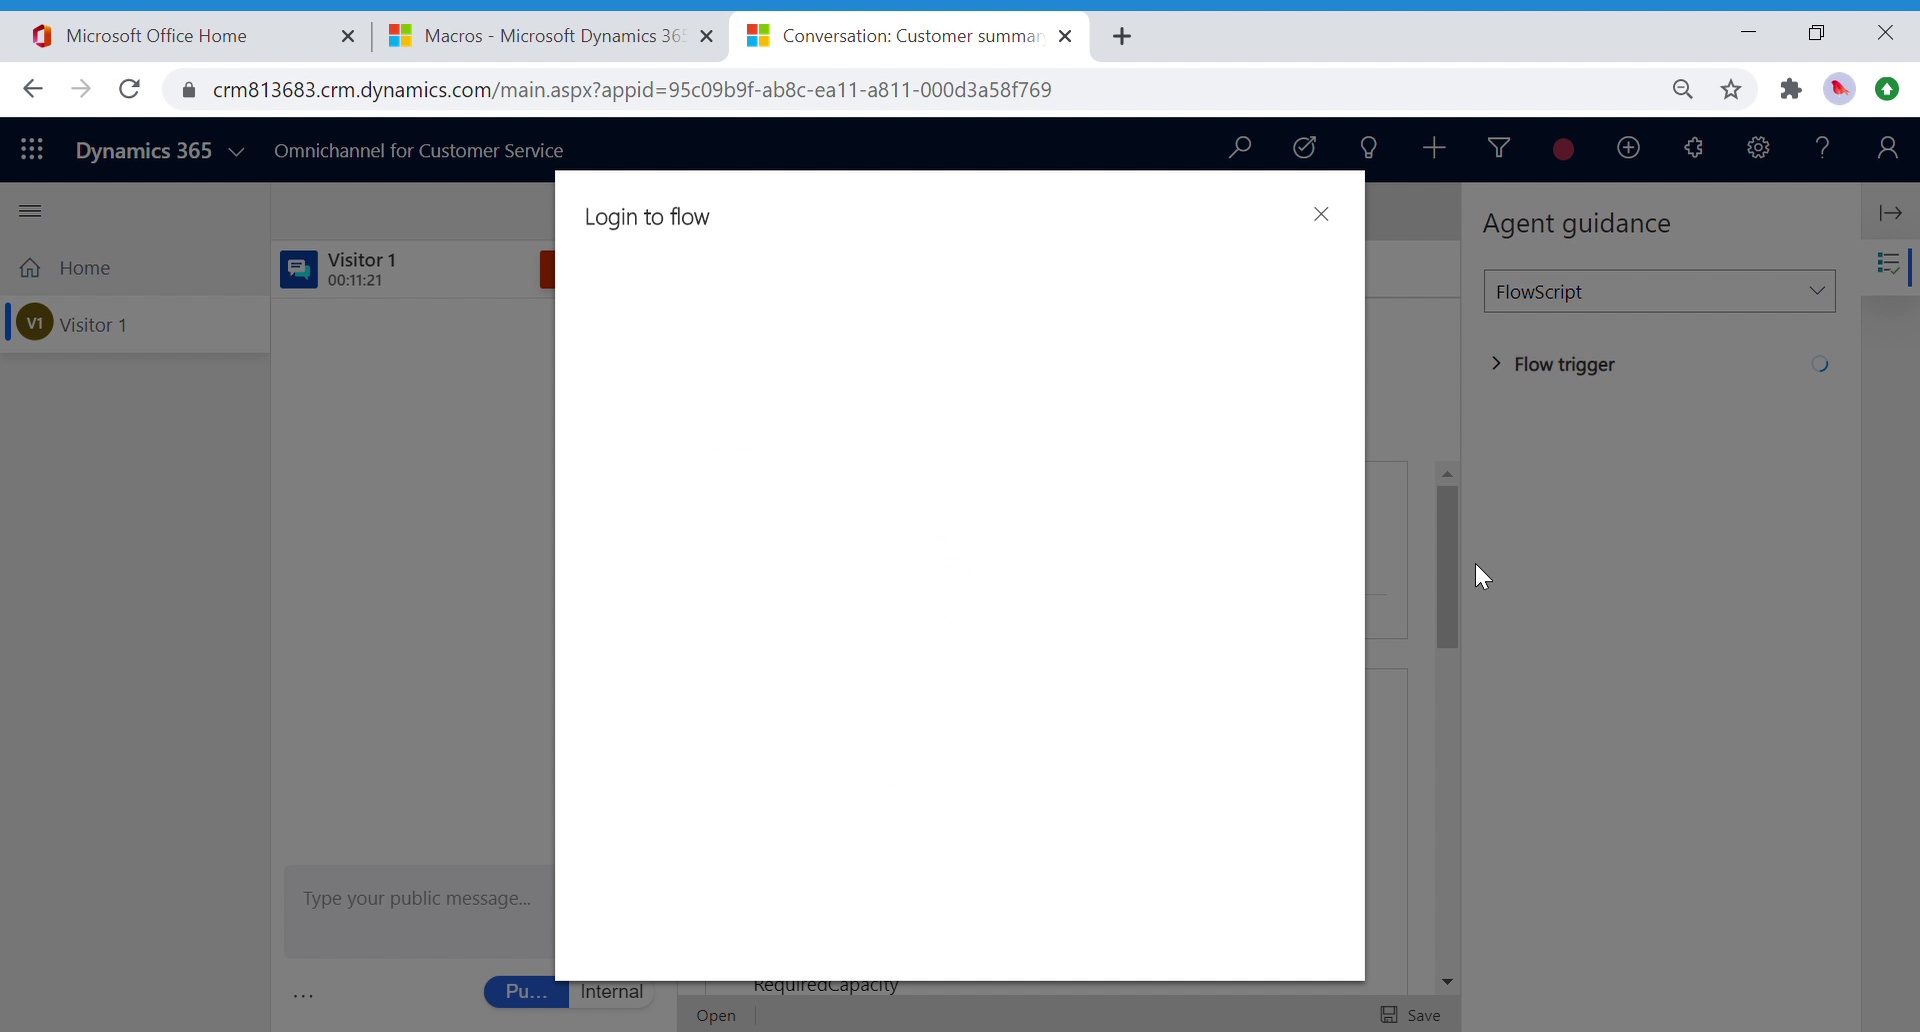 Microsoft Office Home
Macros - Microsoft Dynamics 365
Conversation: Customer summary
crm813683.crm.dynamics.com/main.aspx?appid=95c09b9f-ab8c-ea11-a811-000d3a58f769
Dynamics 365
Omnichannel for Customer Service
Login to flow
Agent guidance
Home
Visitor 1
00:11:21
FlowScript
V1
Visitor 1
Flow trigger
Type your public message...
Pu...
Internal
RequiredCapacity
Open
Save